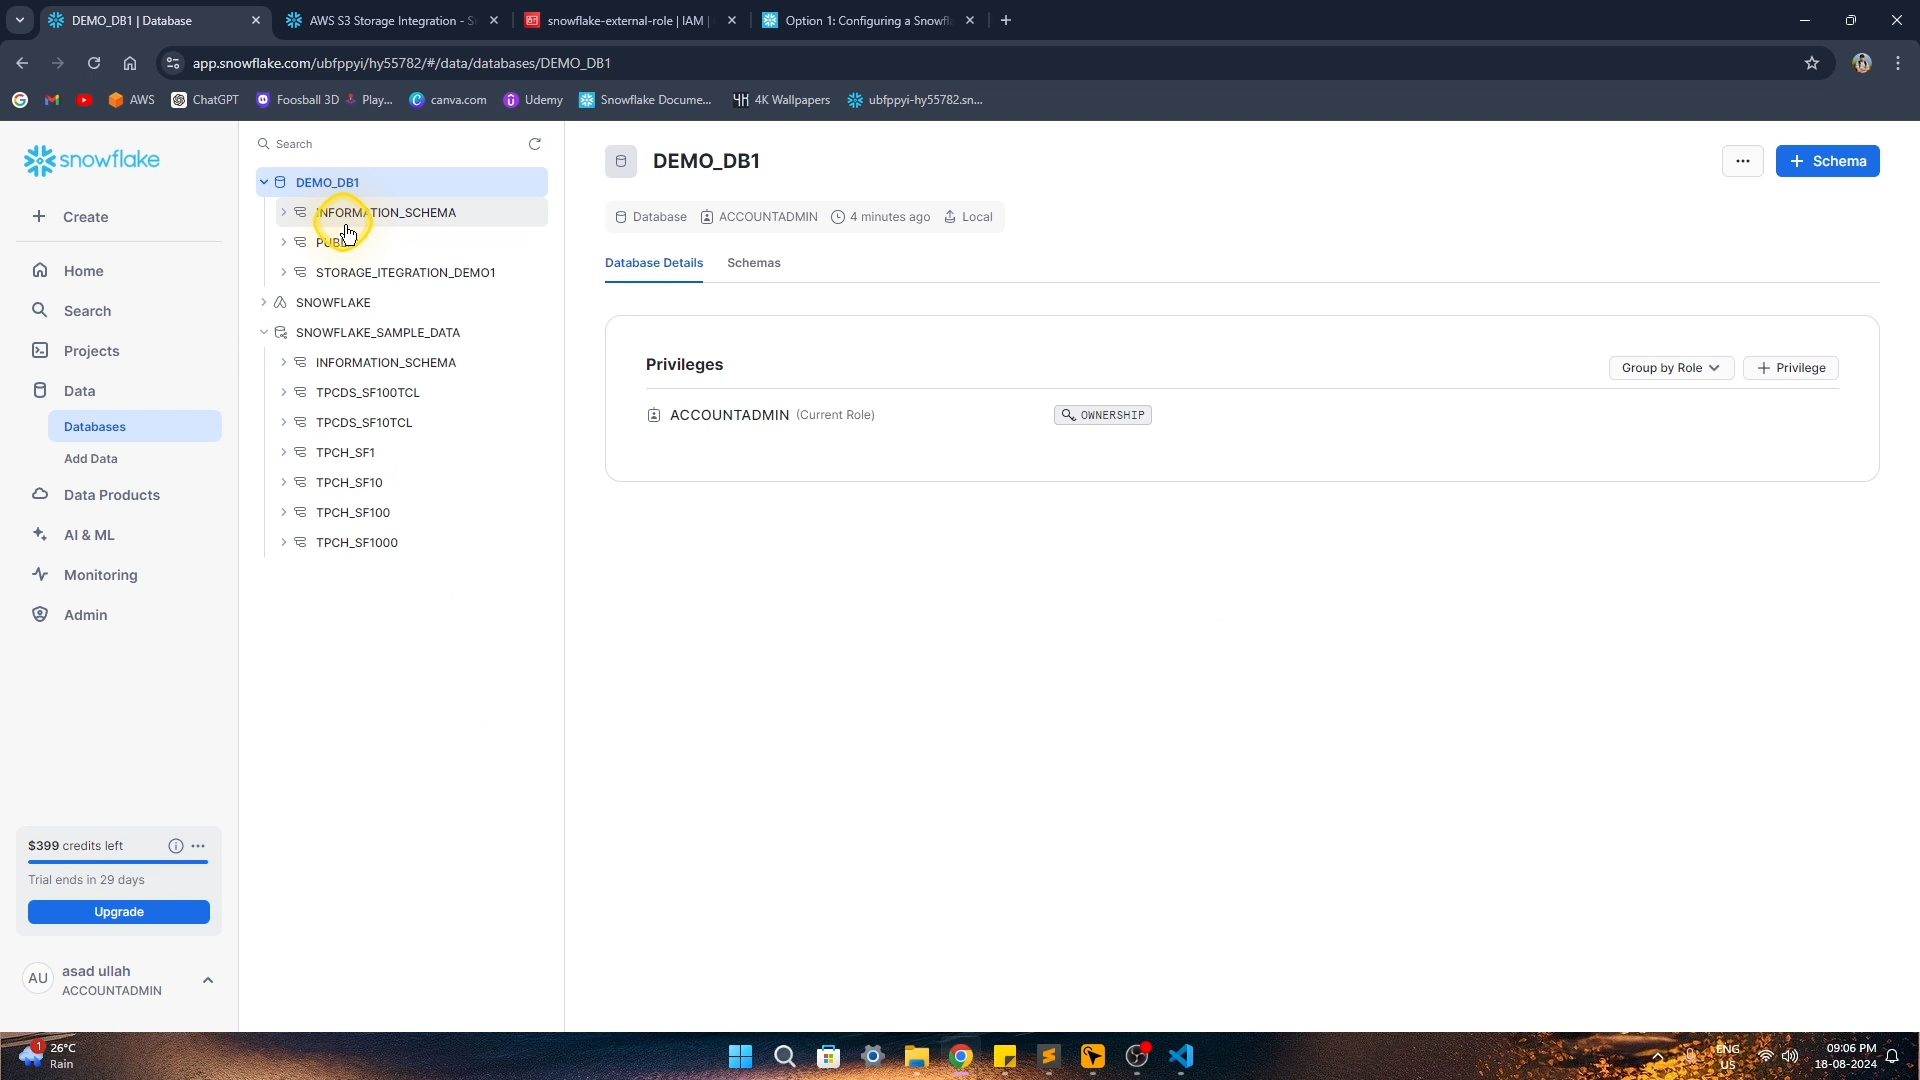 DEMO_DB1 | Database
AWS S3 Storage Integration - S
snowflake-external-role | IAM |
Option 1: Configuring a Snowfl
app.snowflake.com/ubfppyi/hy55782/#/data/databases/DEMO_DB1
AWS
ChatGPT
Foosball 3D
Play...
canva.com
Udemy
Snowflake Docume...
4K Wallpapers
ubfppyi-hy55782.sn...
snowflake
Create
Home
Search
Projects
Data
Databases
Add Data
Data Products
AI & ML
Monitoring
Admin
$399 credits left
Trial ends in 29 days
Upgrade
AU
asad ullah
ACCOUNTADMIN
Search
DEMO_DB1
INFORMATION_SCHEMA
STORAGE_ITEGRATION_DEMO1
SNOWFLAKE
SNOWFLAKE_SAMPLE_DATA
INFORMATION_SCHEMA
TPCDS_SF100TCL
TPCDS_SF10TCL
TPCH_SF1
TPCH_SF10
TPCH_SF100
TPCH_SF1000
DEMO_DB1
Schema
Database
ACCOUNTADMIN
4 minutes ago
Local
Database Details
Schemas
Privileges
Group by Role
Privilege
ACCOUNTADMIN (Current Role)
OWNERSHIP
1
26°C
Rain
ENG
US
09:06 PM
18-08-2024